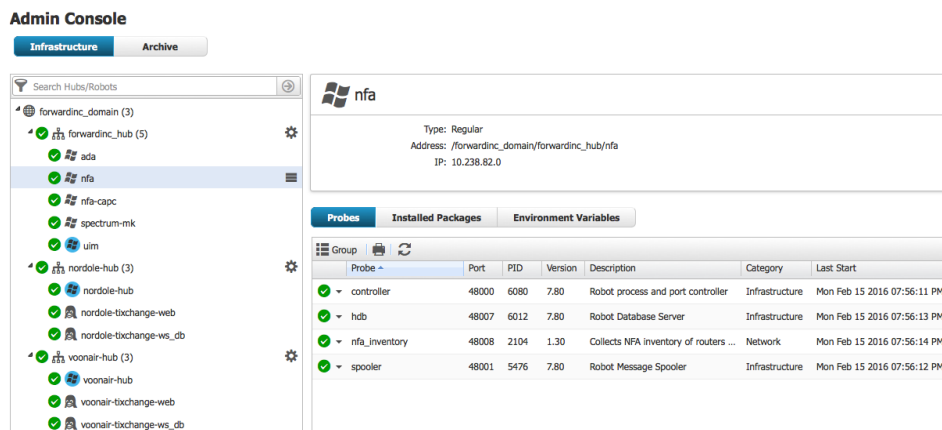 Admin Console
Infrastructure Archive
Search Hubs/Robots
forwardinc_domain (3)
forwardinc_hub (5)
ada
nfa
nfa-capc
spectrum-mk
uim
nordole-hub (3)
nordole-hub
nordole-tixchange-web
nordole-tixchange-ws_db
voonair-hub (3)
voonair-hub
voonair-tixchange-web
voonair-tixchange-ws_db
nfa
Type: Regular
Address: /forwardinc_domain/forwardinc_hub/nfa
IP: 10.238.82.0
Probes Installed Packages Environment Variables
Group
Probe Port PID Version Description Category Last Start
controller 48000 6080 7.80 Robot process and port controller Infrastructure Mon Feb 15 2016 07:56:11 PM
hdb 48007 6012 7.80 Robot Database Server Infrastructure Mon Feb 15 2016 07:56:13 PM
nfa_inventory 48008 2104 1.30 Collects NFA inventory of routers ... Network Mon Feb 15 2016 07:56:14 PM
spooler 48001 5476 7.80 Robot Message Spooler Infrastructure Mon Feb 15 2016 07:56:12 PM